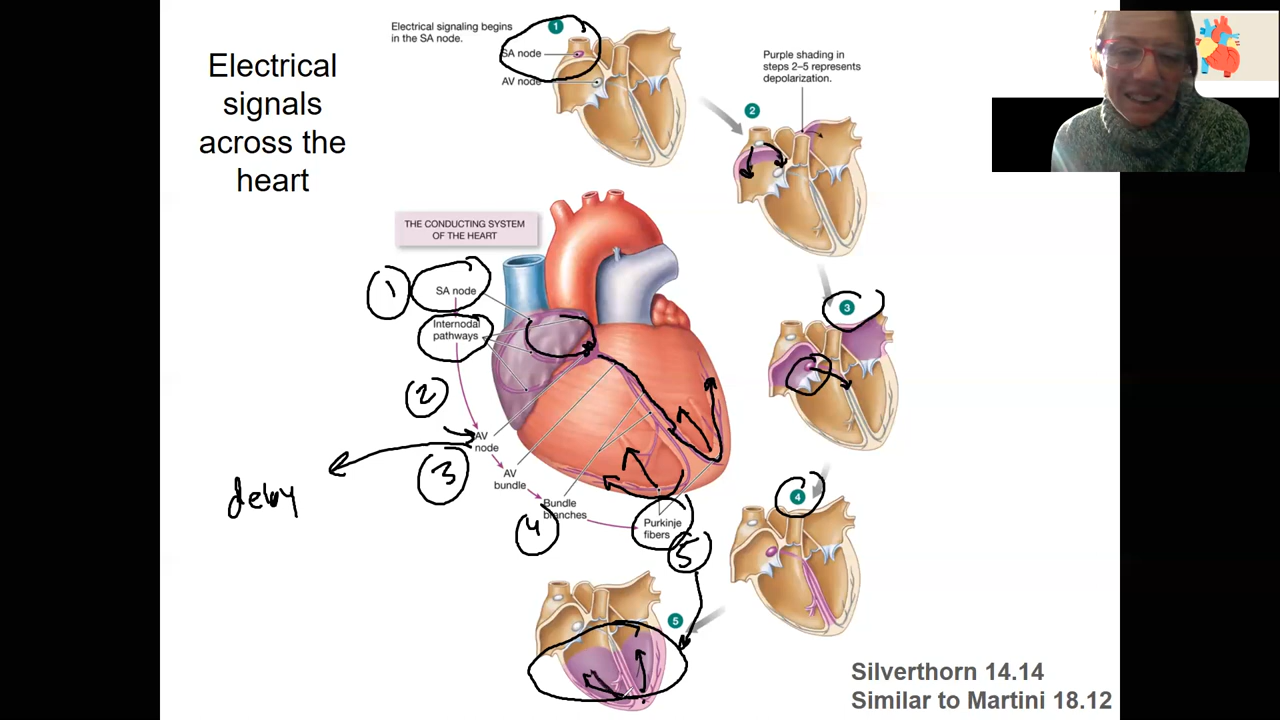 Electrical
signals
across the
heart
Electrical signaling begins
in the SA node.
1
SA node
AV node
Purple shading in
steps 2–5 represents
depolarization.
2
THE CONDUCTING SYSTEM
OF THE HEART
1
SA node
Internodal
pathways
2
AV
node
3
AV
bundle
Bundle
branches
4
Purkinje
fibers
5
delay
3
4
5
Silverthorn 14.14
Similar to Martini 18.12